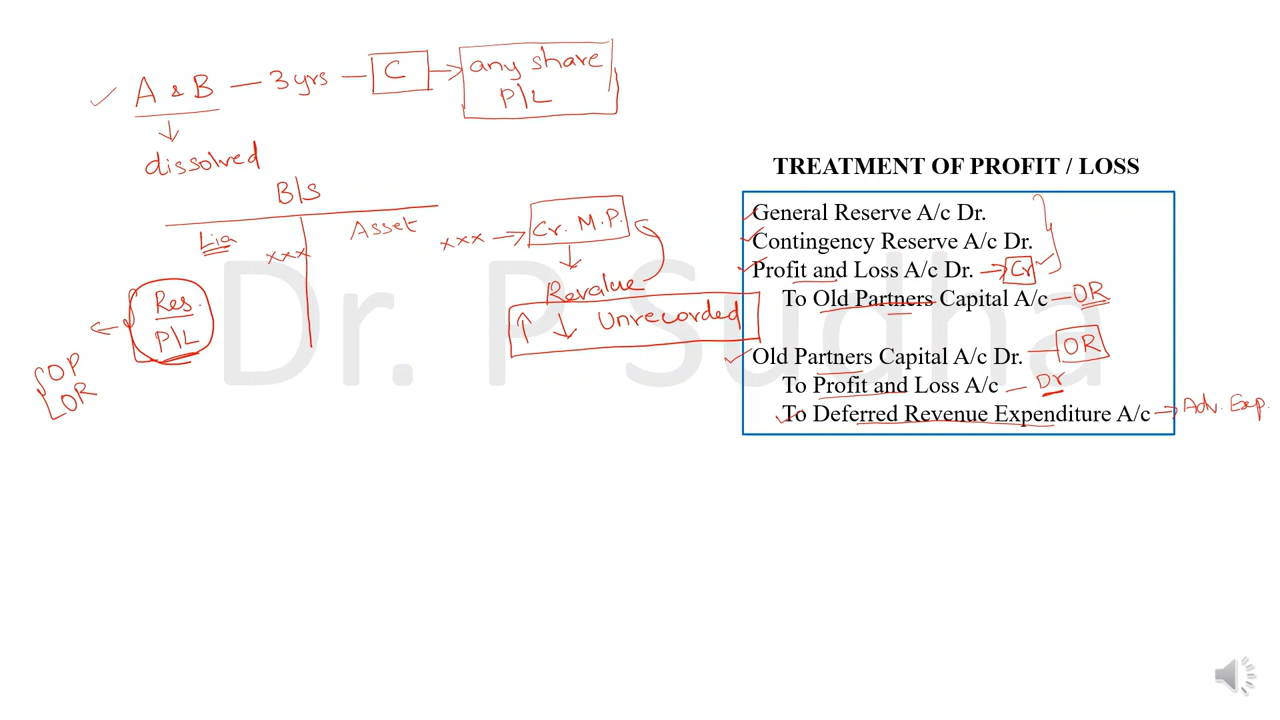 A & B — 3 yrs — C → any share
P/L
dissolved
B/S
Lia
Asset
xxx
xxx → Cr. M.P.
Revalue
↑ ↓ Unrecorded
Res.
P/L
OP
OR
TREATMENT OF PROFIT / LOSS
General Reserve A/c Dr.
Contingency Reserve A/c Dr.
Profit and Loss A/c Dr. → Cr
To Old Partners Capital A/c — OR
Old Partners Capital A/c Dr. — OR
To Profit and Loss A/c — Dr
To Deferred Revenue Expenditure A/c → Adv. Exp.
Dr. P Sudha